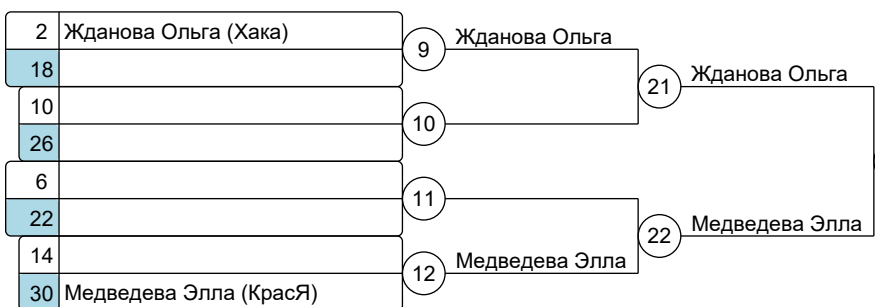 2 Жданова Ольга (Хака)
9 Жданова Ольга
18
21 Жданова Ольга
10
10
26
6
11
22
22 Медведева Элла
14
12 Медведева Элла
30 Медведева Элла (КрасЯ)